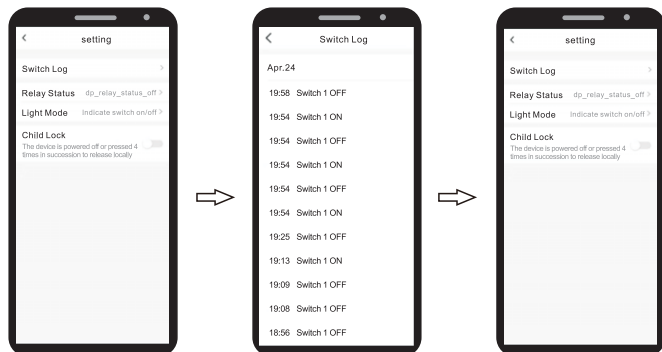 setting
Switch Log
Relay Status dp_relay_status_off
Light Mode Indicate switch on/off
Child Lock
The device is powered off or pressed 4
times in succession to release locally
Switch Log
Apr.24
19:58 Switch 1 OFF
19:54 Switch 1 ON
19:54 Switch 1 OFF
19:54 Switch 1 ON
19:54 Switch 1 OFF
19:54 Switch 1 ON
19:25 Switch 1 OFF
19:13 Switch 1 ON
19:09 Switch 1 OFF
19:08 Switch 1 OFF
18:56 Switch 1 OFF
setting
Switch Log
Relay Status dp_relay_status_off
Light Mode Indicate switch on/off
Child Lock
The device is powered off or pressed 4
times in succession to release locally